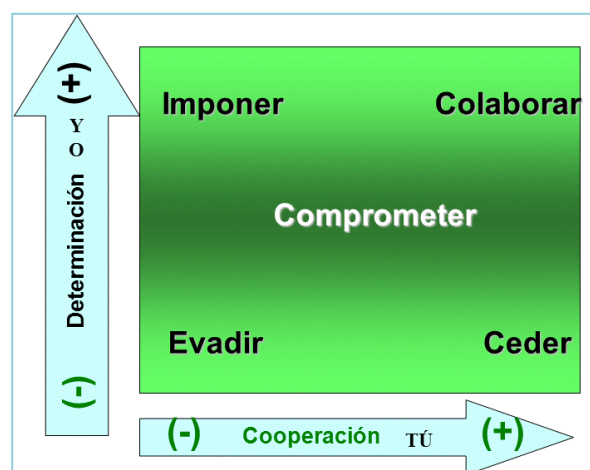 (+)
YO
Determinación
(-)
Imponer
Colaborar
Comprometer
Evadir
Ceder
(-)
Cooperación
TÚ
(+)